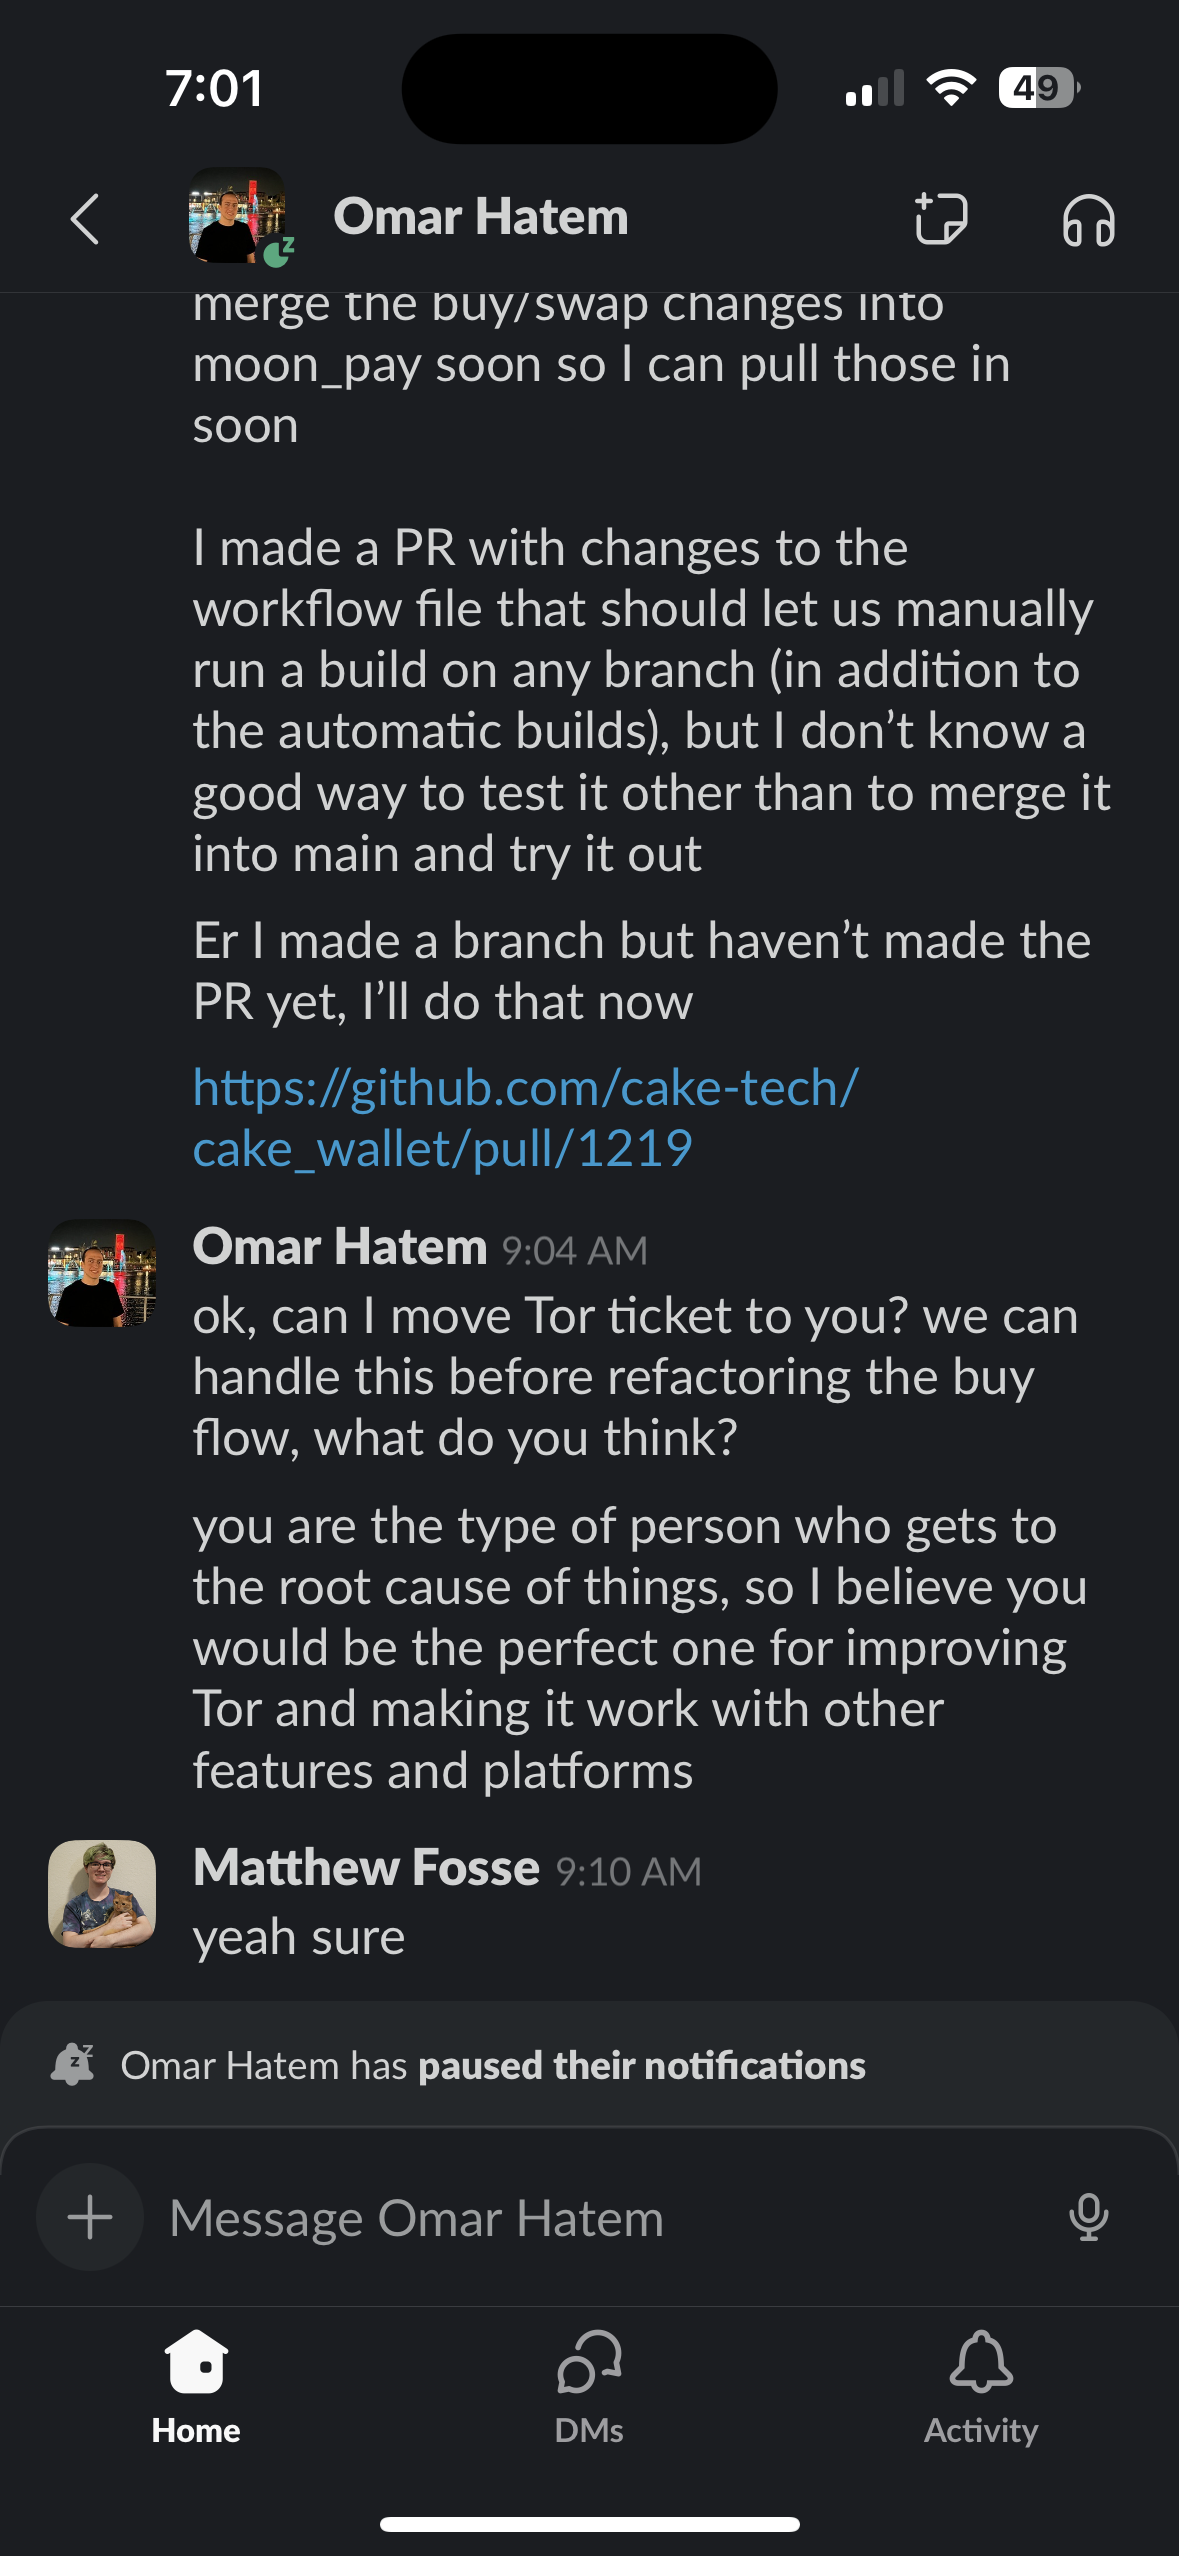 7:01
49
Omar Hatem
merge the buy/swap changes into
moon_pay soon so I can pull those in
soon
I made a PR with changes to the
workflow file that should let us manually
run a build on any branch (in addition to
the automatic builds), but I don’t know a
good way to test it other than to merge it
into main and try it out
Er I made a branch but haven’t made the
PR yet, I’ll do that now
https://github.com/cake-tech/
cake_wallet/pull/1219
Omar Hatem 9:04 AM
ok, can I move Tor ticket to you? we can
handle this before refactoring the buy
flow, what do you think?
you are the type of person who gets to
the root cause of things, so I believe you
would be the perfect one for improving
Tor and making it work with other
features and platforms
Matthew Fosse 9:10 AM
yeah sure
Omar Hatem has paused their notifications
Message Omar Hatem
Home DMs Activity